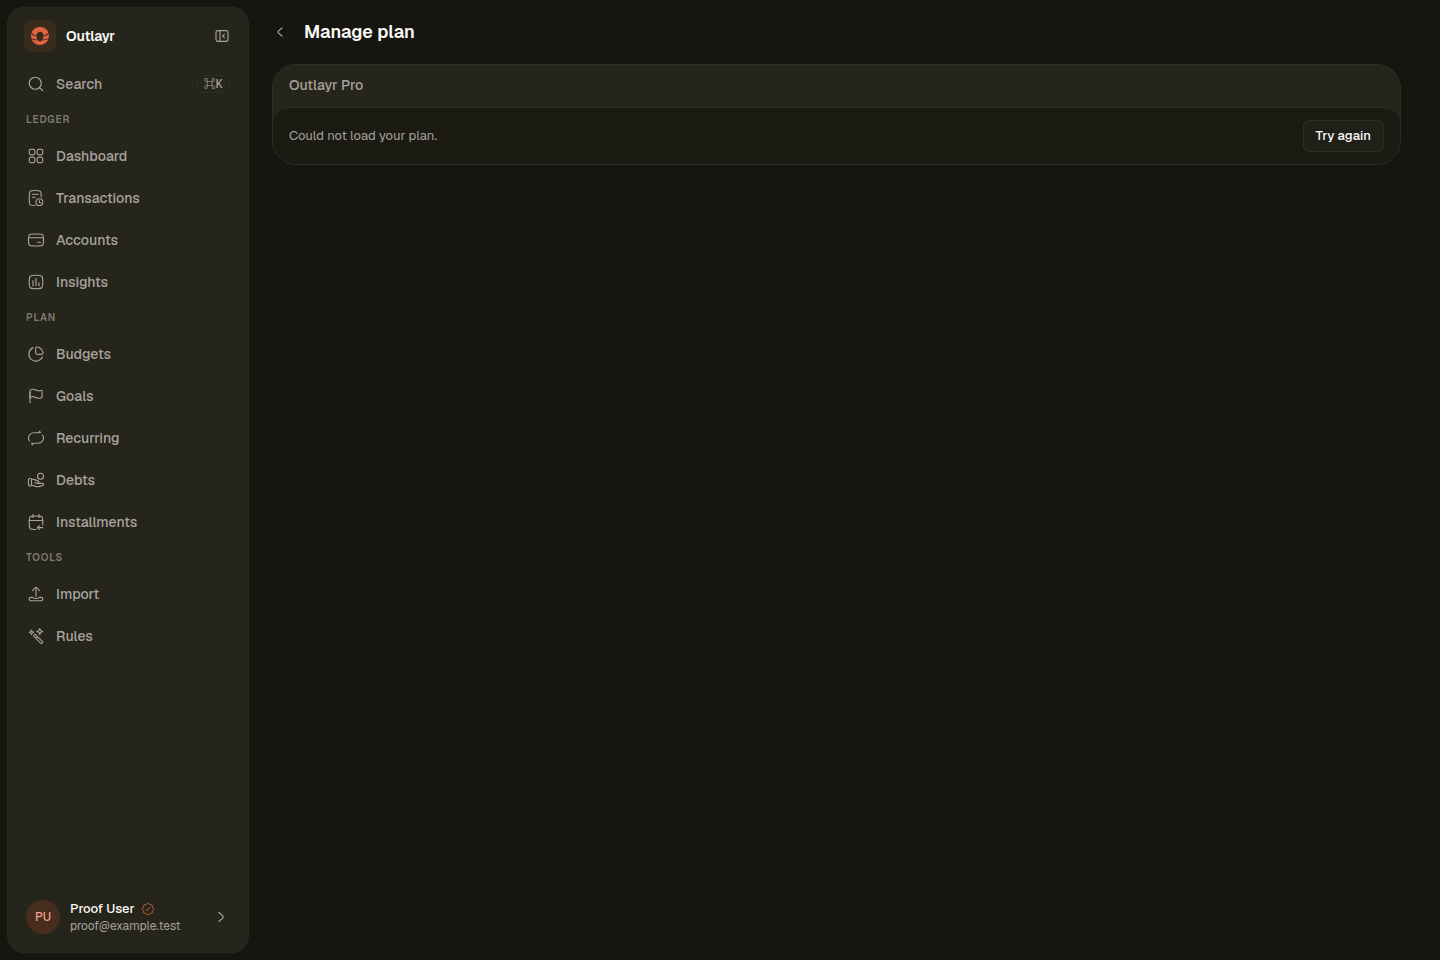 Outlayr
Search ⌘K
LEDGER
Dashboard
Transactions
Accounts
Insights
PLAN
Budgets
Goals
Recurring
Debts
Installments
TOOLS
Import
Rules
PU
Proof User
proof@example.test
Manage plan
Outlayr Pro
Could not load your plan.
Try again